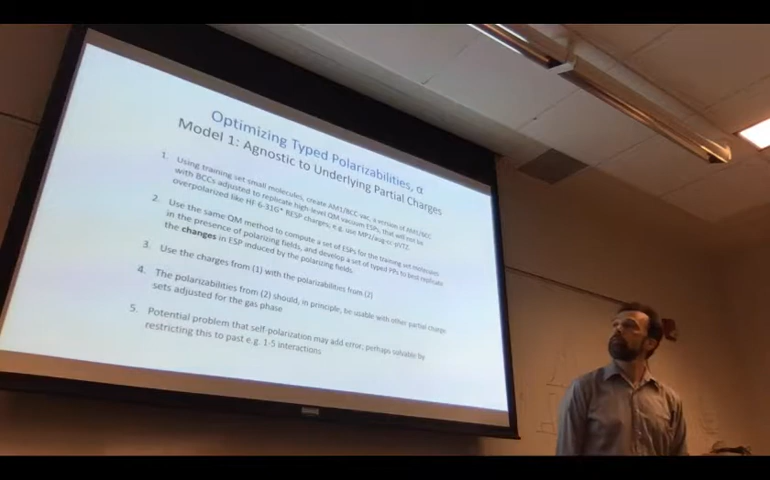 Optimizing Typed Polarizabilities, α
Model 1: Agnostic to Underlying Partial Charges
1. Using training set small molecules, create AM1/BCC vac, a version of AM1/BCC
with BCCs adjusted to replicate high-level QM vacuum ESPs, that will not be
overpolarized like HF 6-31G* RESP charges; e.g. use MP2/aug-cc-pVTZ
2. Use the same QM method to compute a set of ESPs for the training set molecules
in the presence of polarizing fields, and develop a set of typed PPs to best replicate
the changes in ESP induced by the polarizing fields.
3. Use the charges from (1) with the polarizabilities from (2)
4. The polarizabilities from (2) should, in principle, be usable with other partial charge
sets adjusted for the gas phase
5. Potential problem that self-polarization may add error; perhaps solvable by
restricting this to past e.g. 1-5 interactions